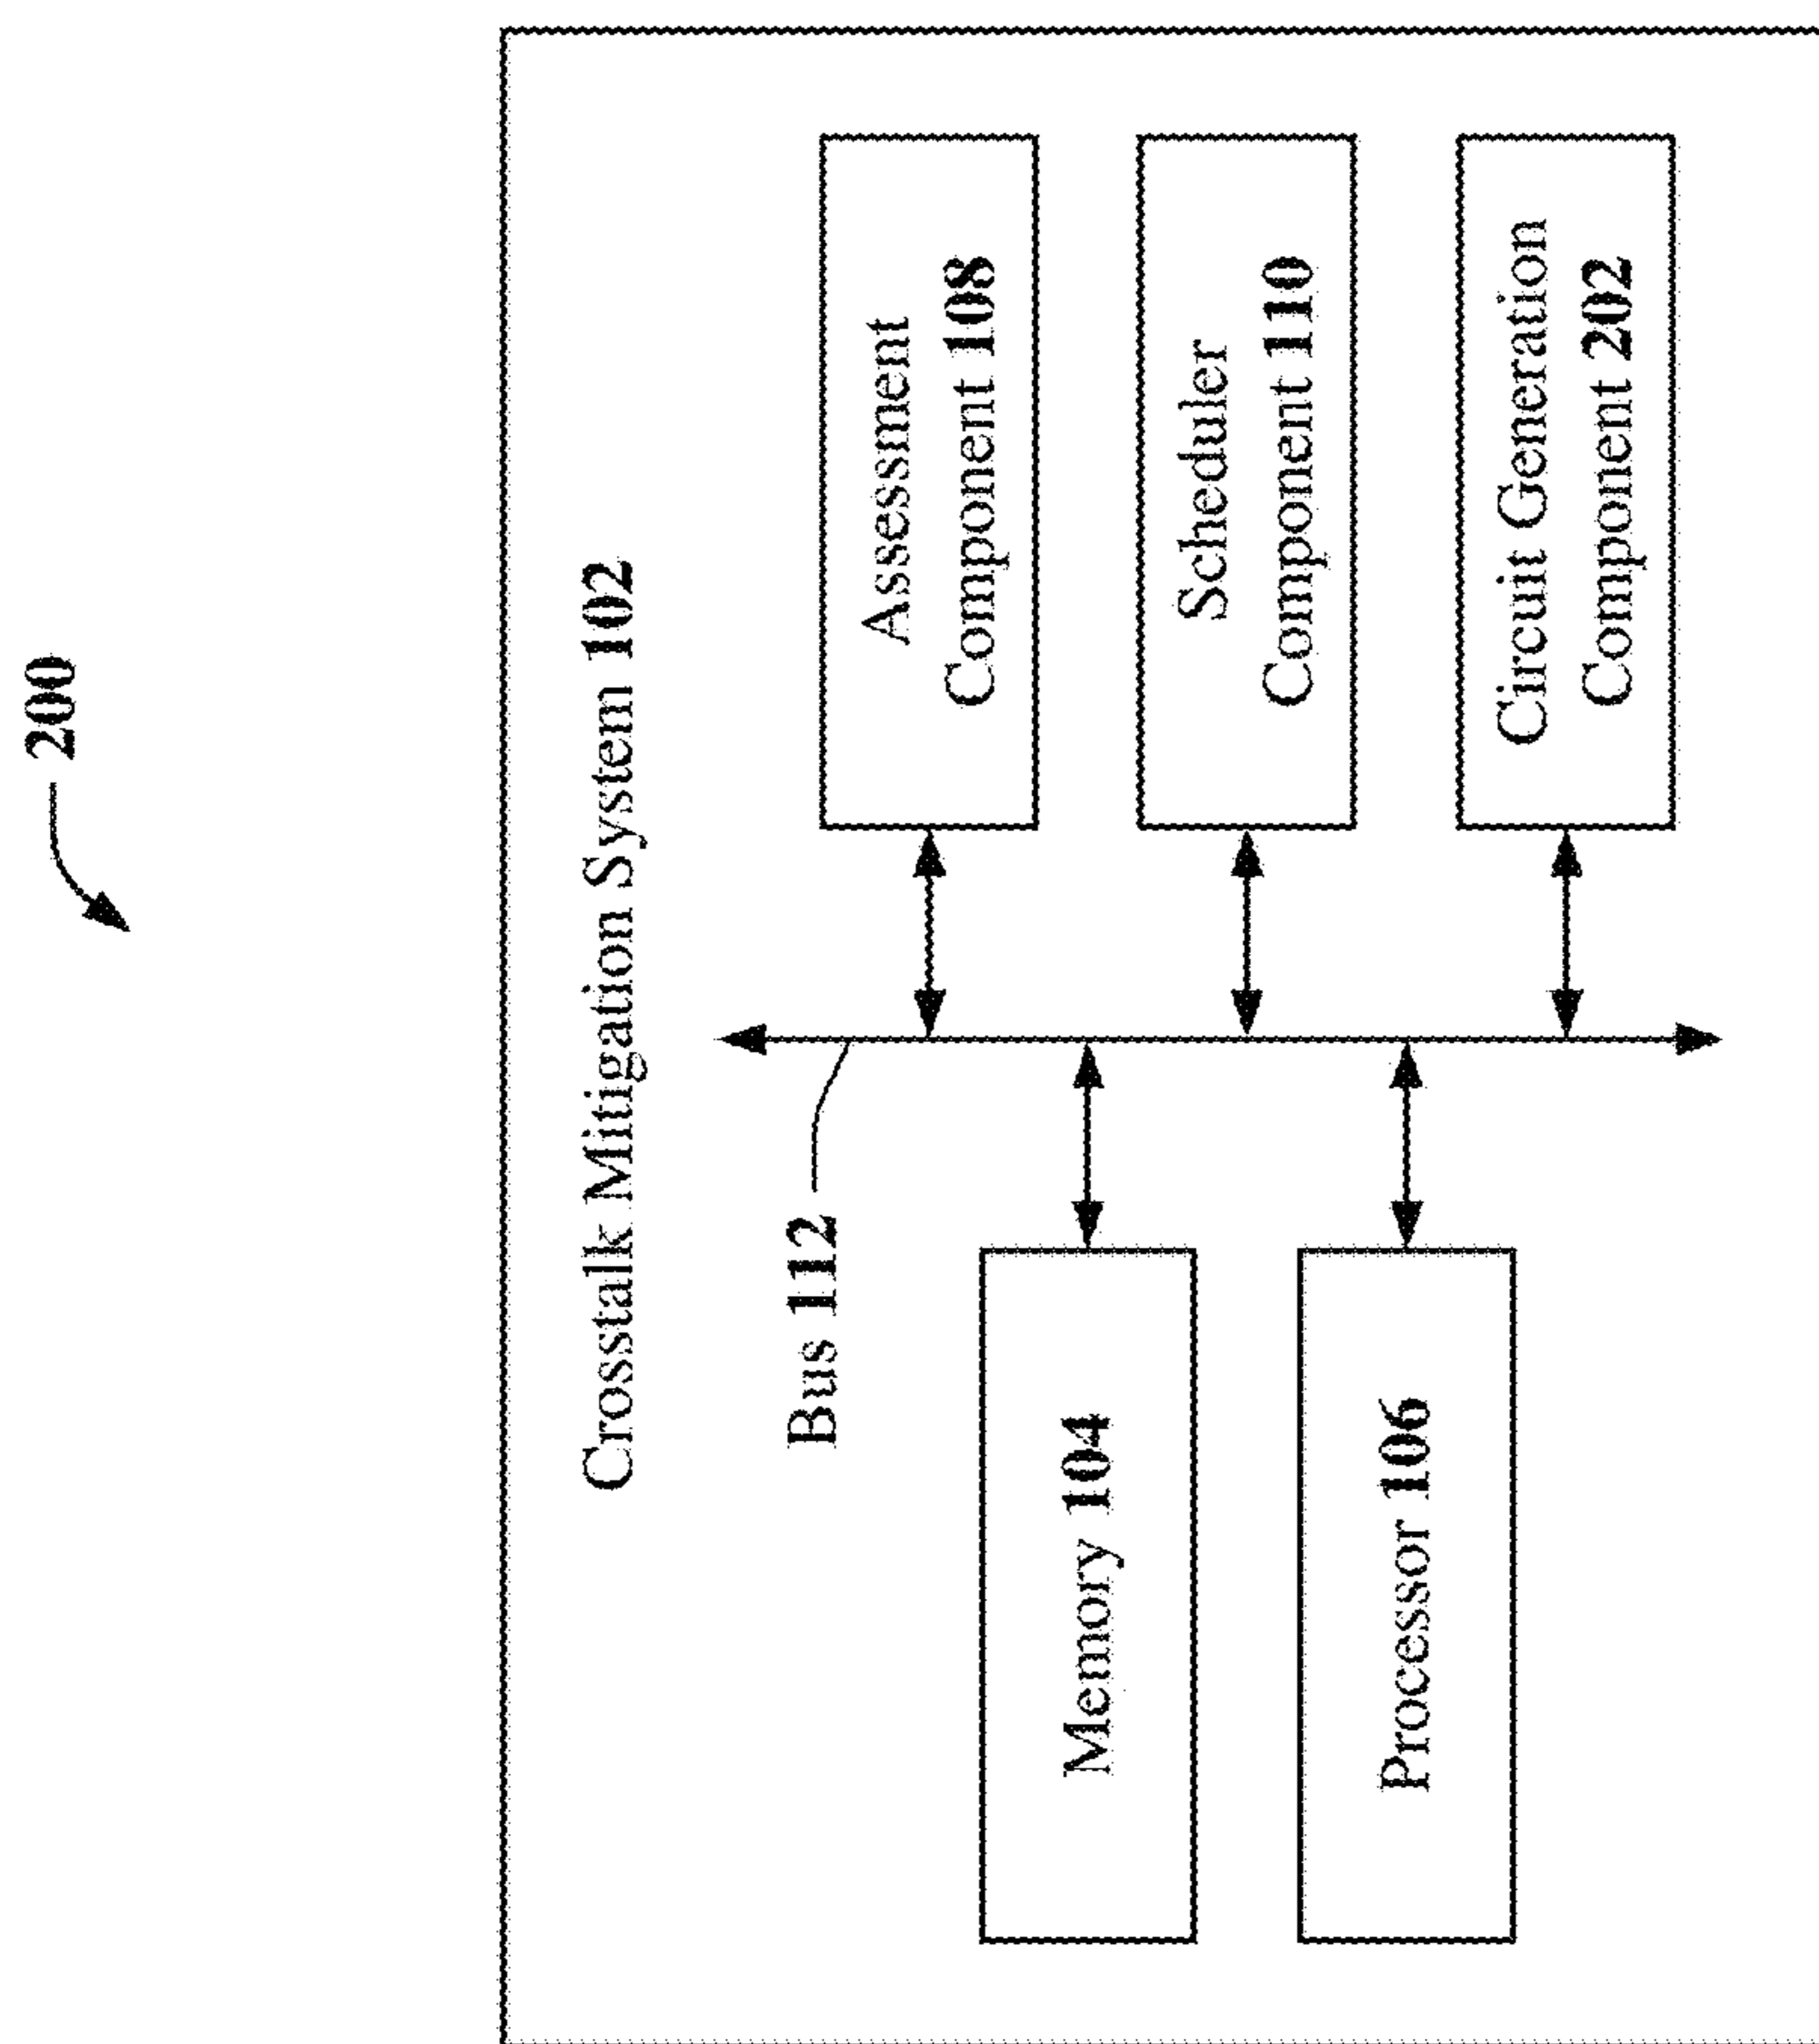 200
Crosstalk Mitigation System 102
Bus 112
Memory 104
Processor 106
Assessment
Component 108
Scheduler
Component 110
Circuit Generation
Component 202